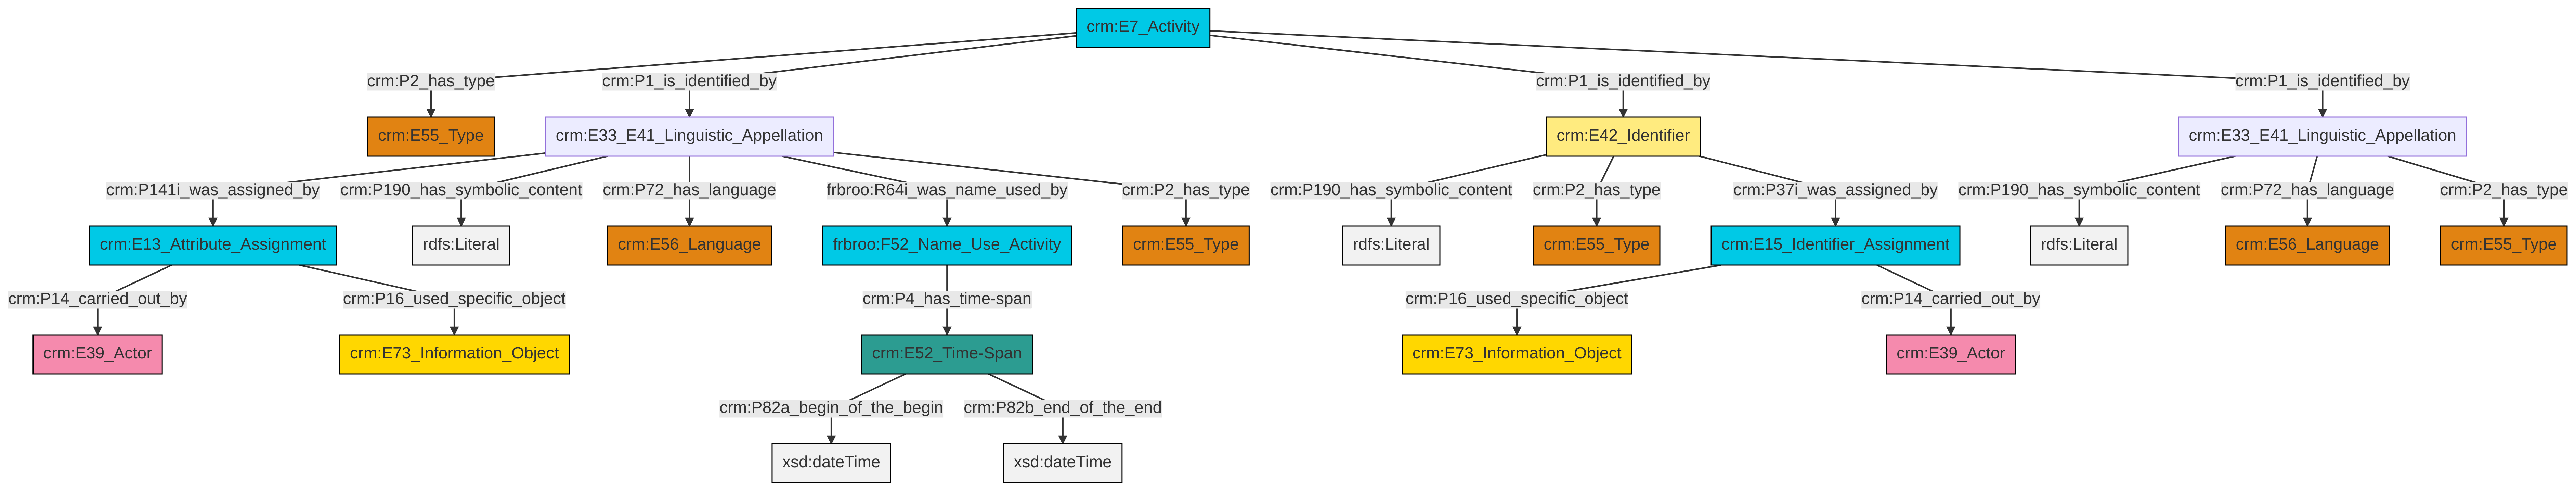 crm:E7_Activity
crm:P2_has_type
crm:P1_is_identified_by
crm:P1_is_identified_by
crm:P1_is_identified_by
crm:E55_Type
crm:E33_E41_Linguistic_Appellation
crm:E42_Identifier
crm:E33_E41_Linguistic_Appellation
crm:P141i_was_assigned_by
crm:P190_has_symbolic_content
crm:P72_has_language
frbroo:R64i_was_name_used_by
crm:P2_has_type
crm:P190_has_symbolic_content
crm:P2_has_type
crm:P37i_was_assigned_by
crm:P190_has_symbolic_content
crm:P72_has_language
crm:P2_has_type
crm:E13_Attribute_Assignment
rdfs:Literal
crm:E56_Language
frbroo:F52_Name_Use_Activity
crm:E55_Type
rdfs:Literal
crm:E55_Type
crm:E15_Identifier_Assignment
rdfs:Literal
crm:E56_Language
crm:E55_Type
crm:P14_carried_out_by
crm:P16_used_specific_object
crm:P4_has_time-span
crm:P16_used_specific_object
crm:P14_carried_out_by
crm:E39_Actor
crm:E73_Information_Object
crm:E52_Time-Span
crm:E73_Information_Object
crm:E39_Actor
crm:P82a_begin_of_the_begin
crm:P82b_end_of_the_end
xsd:dateTime
xsd:dateTime